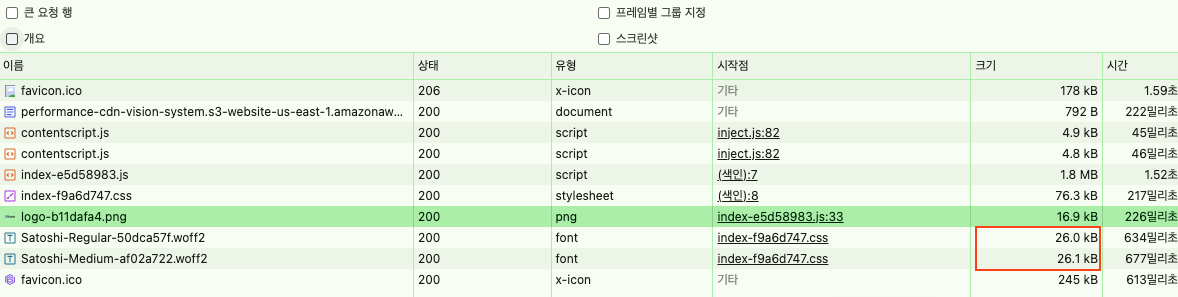 큰 요청 행 프레임별 그룹 지정
개요 스크린샷
이름 상태 유형 시작점 크기 시간
favicon.ico 206 x-icon 기타 178 kB 1.59초
performance-cdn-vision-system.s3-website-us-east-1.amazonaw... 200 document 기타 792 B 222밀리초
contentscript.js 200 script inject.js:82 4.9 kB 45밀리초
contentscript.js 200 script inject.js:82 4.8 kB 46밀리초
index-e5d58983.js 200 script (색인):7 1.8 MB 1.52초
index-f9a6d747.css 200 stylesheet (색인):8 76.3 kB 217밀리초
logo-b11dafa4.png 200 png index-e5d58983.js:33 16.9 kB 226밀리초
Satoshi-Regular-50dca57f.woff2 200 font index-f9a6d747.css 26.0 kB 634밀리초
Satoshi-Medium-af02a722.woff2 200 font index-f9a6d747.css 26.1 kB 677밀리초
favicon.ico 200 x-icon 기타 245 kB 613밀리초